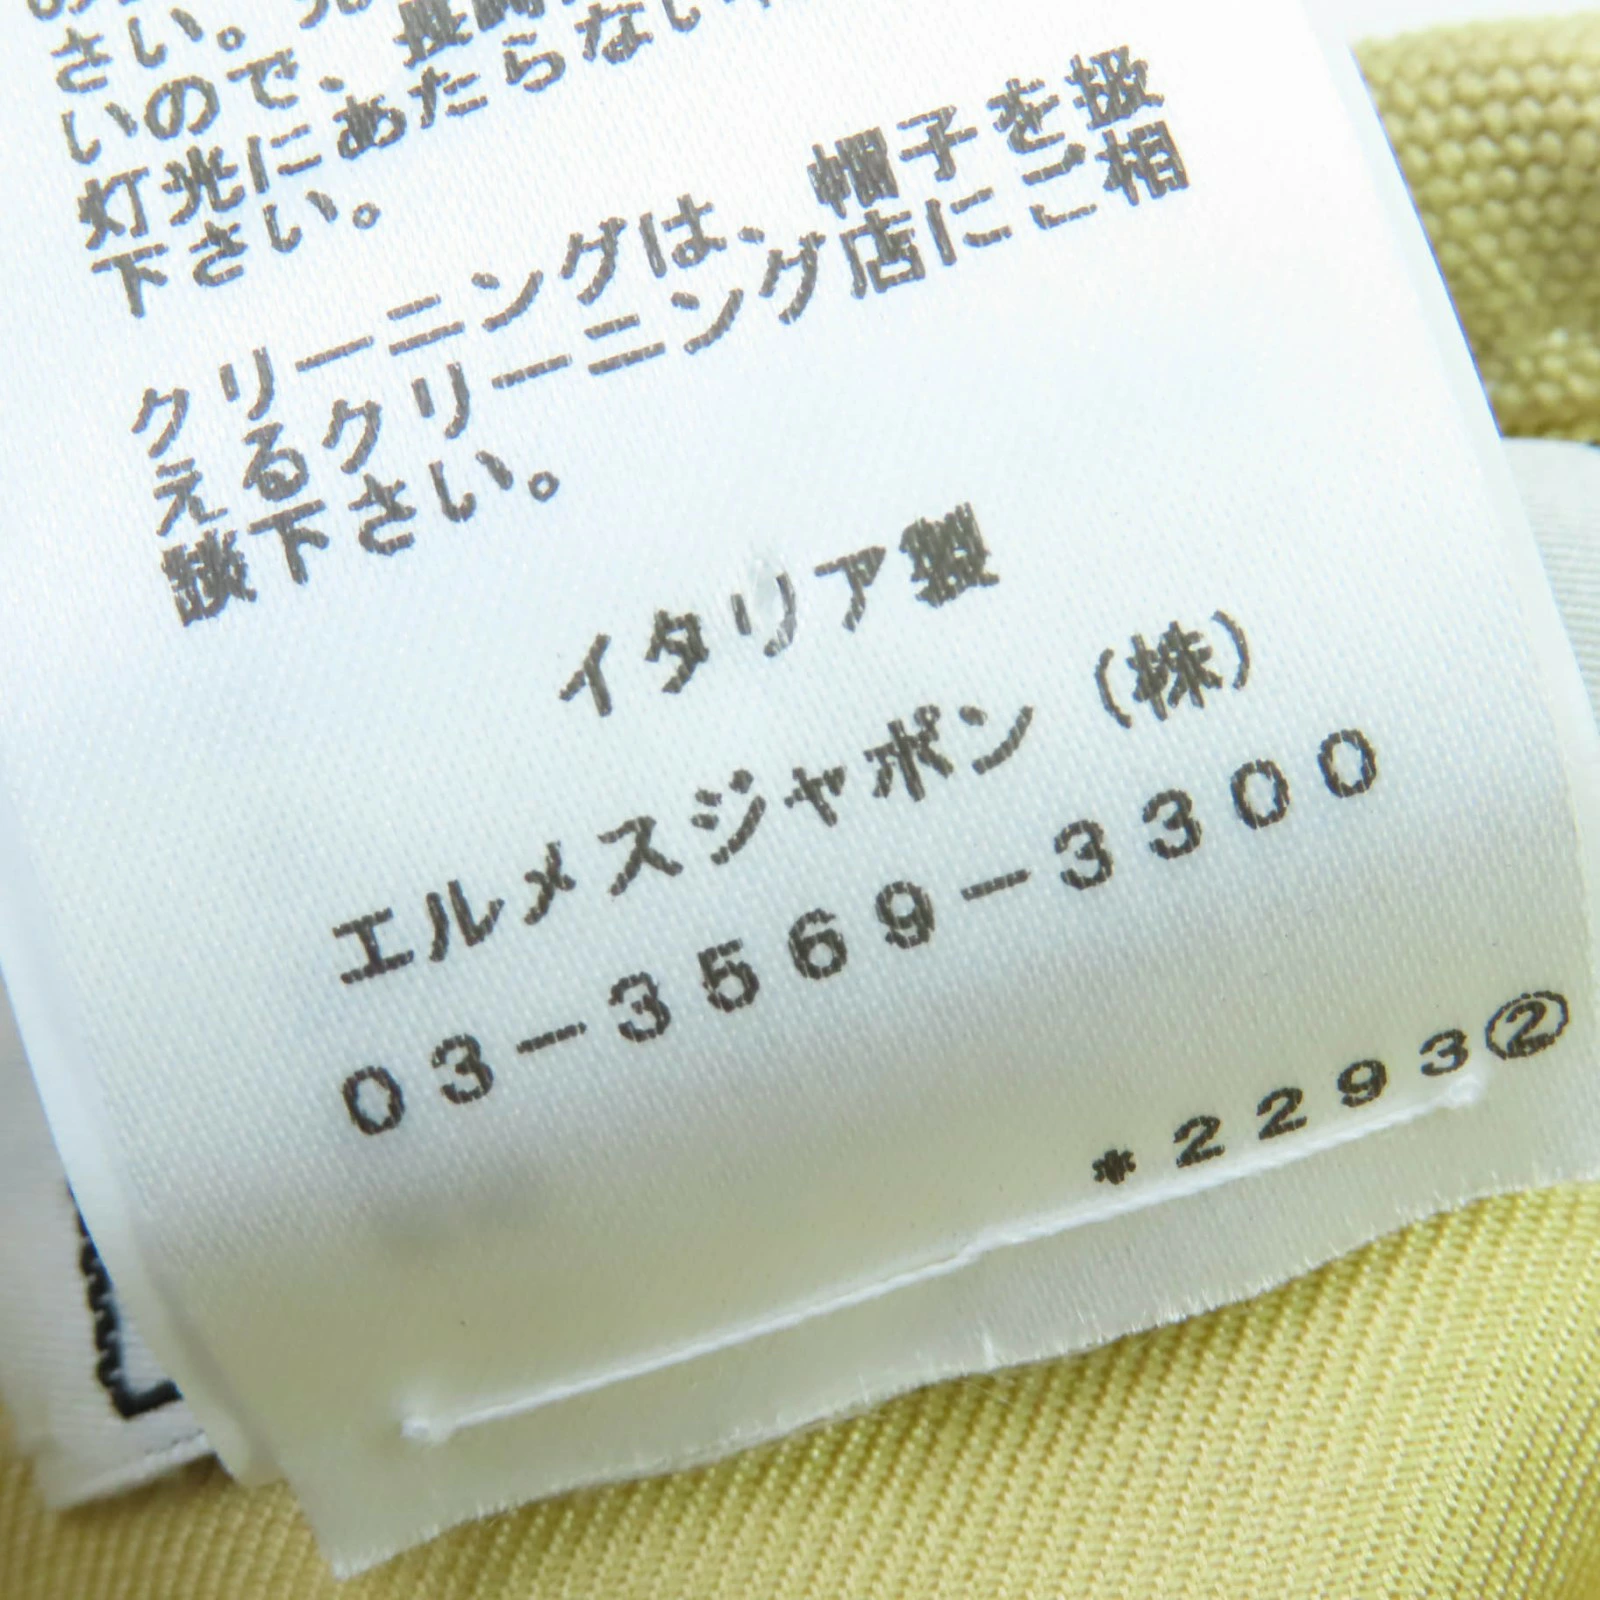 さい。
いので、長
灯光にあたらない
下さい。
クリーニングは、帽子を扱
えるクリーニング店にご相
談下さい。
イタリア製
エルメスジャポン(株)
03-3569-3300
*2293②